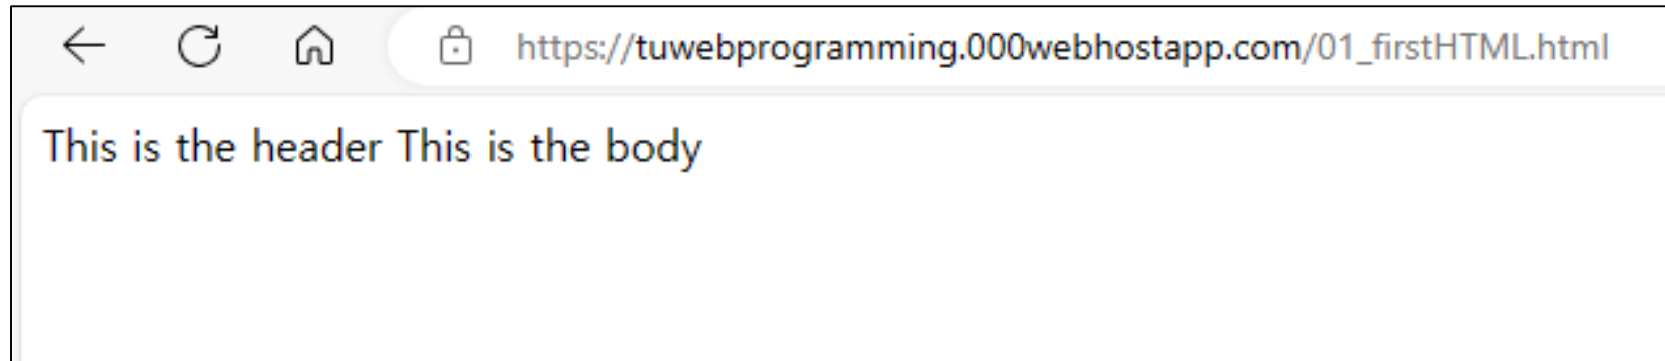 https://tuwebprogramming.000webhostapp.com/01_firstHTML.html
This is the header This is the body